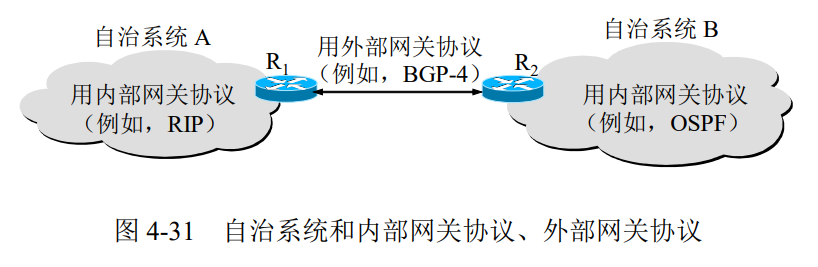 自治系统 A
用外部网关协议
自治系统 B
R1
（例如，BGP-4）
R2
用内部网关协议
（例如，RIP）
用内部网关协议
（例如，OSPF）
图 4-31 自治系统和内部网关协议、外部网关协议